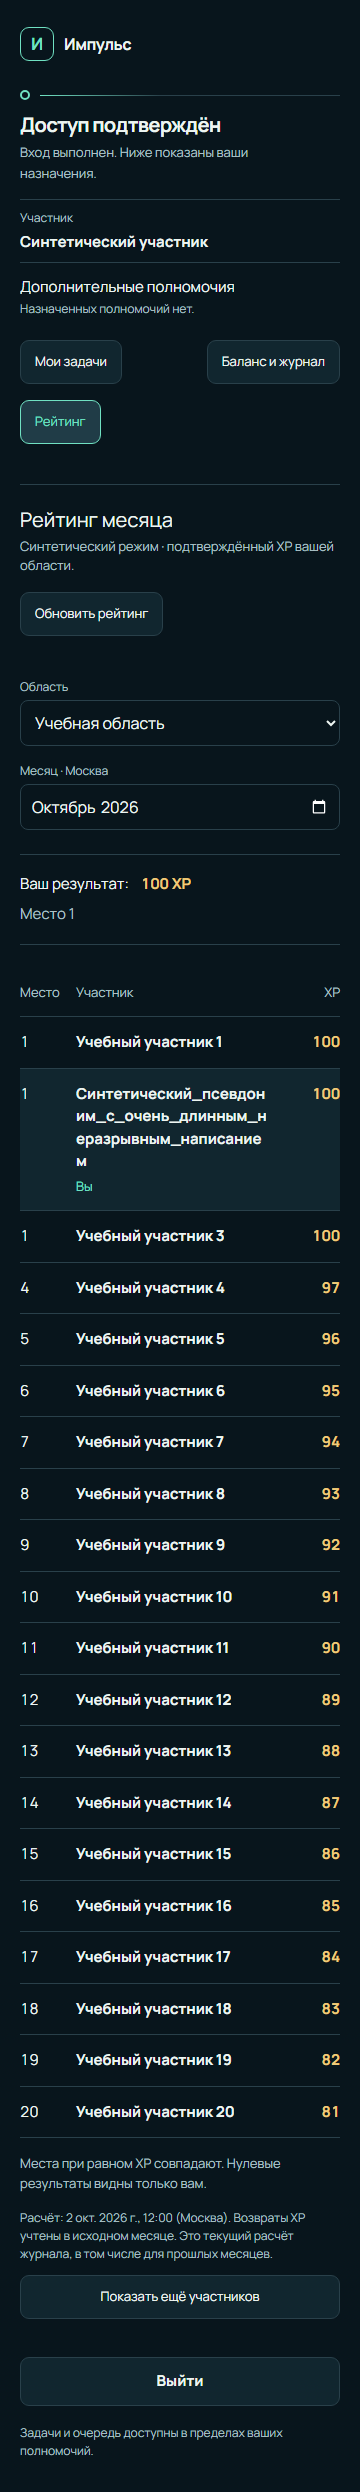 И Импульс
Доступ подтверждён
Вход выполнен. Ниже показаны ваши
назначения.
Участник
Синтетический участник
Дополнительные полномочия
Назначенных полномочий нет.
Мои задачи Баланс и журнал
Рейтинг
Рейтинг месяца
Синтетический режим · подтверждённый XP вашей
области.
Обновить рейтинг
Область
Учебная область
Месяц · Москва
Октябрь 2026
Ваш результат: 100 XP
Место 1
Место Участник XP
1 Учебный участник 1 100
1 Синтетический_псевдон 100
им_с_очень_длинным_н
еразрывным_написание
м
Вы
1 Учебный участник 3 100
4 Учебный участник 4 97
5 Учебный участник 5 96
6 Учебный участник 6 95
7 Учебный участник 7 94
8 Учебный участник 8 93
9 Учебный участник 9 92
10 Учебный участник 10 91
11 Учебный участник 11 90
12 Учебный участник 12 89
13 Учебный участник 13 88
14 Учебный участник 14 87
15 Учебный участник 15 86
16 Учебный участник 16 85
17 Учебный участник 17 84
18 Учебный участник 18 83
19 Учебный участник 19 82
20 Учебный участник 20 81
Места при равном XP совпадают. Нулевые
результаты видны только вам.
Расчёт: 2 окт. 2026 г., 12:00 (Москва). Возвраты XP
учтены в исходном месяце. Это текущий расчёт
журнала, в том числе для прошлых месяцев.
Показать ещё участников
Выйти
Задачи и очередь доступны в пределах ваших
полномочий.